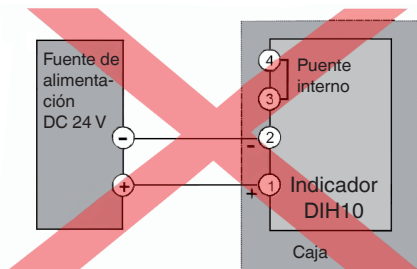 Fuente de
alimenta-
ción
DC 24 V
-
+
4
3
2
1
-
+
Puente
interno
Indicador
DIH10
Caja